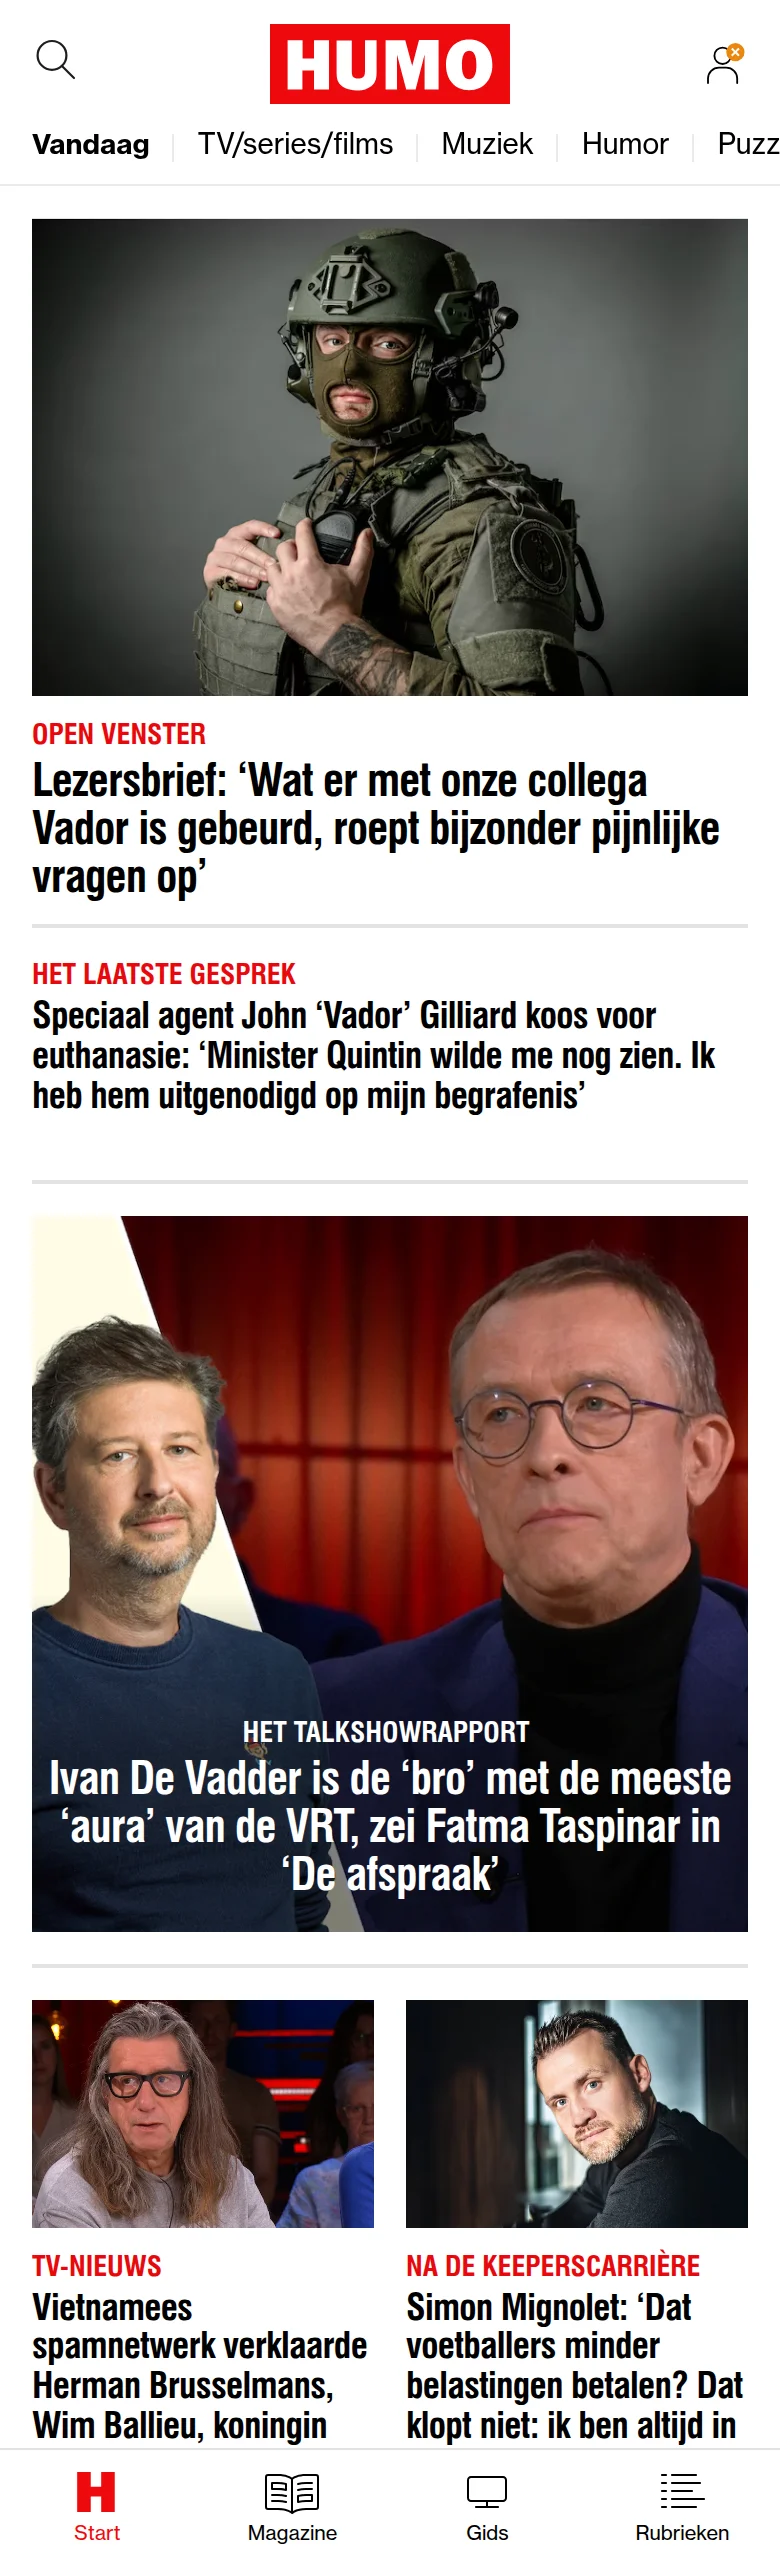 HUMO
Vandaag
TV/series/films
Muziek
Humor
Puzz
OPEN VENSTER
Lezersbrief: ‘Wat er met onze collega
Vador is gebeurd, roept bijzonder pijnlijke
vragen op’
HET LAATSTE GESPREK
Speciaal agent John ‘Vador’ Gilliard koos voor
euthanasie: ‘Minister Quintin wilde me nog zien. Ik
heb hem uitgenodigd op mijn begrafenis’
HET TALKSHOWRAPPORT
Ivan De Vadder is de ‘bro’ met de meeste
‘aura’ van de VRT, zei Fatma Taspinar in
‘De afspraak’
TV-NIEUWS
Vietnamees
spamnetwerk verklaarde
Herman Brusselmans,
Wim Ballieu, koningin
NA DE KEEPERSCARRIÈRE
Simon Mignolet: ‘Dat
voetballers minder
belastingen betalen? Dat
klopt niet: ik ben altijd in
H
Start
Magazine
Gids
Rubrieken